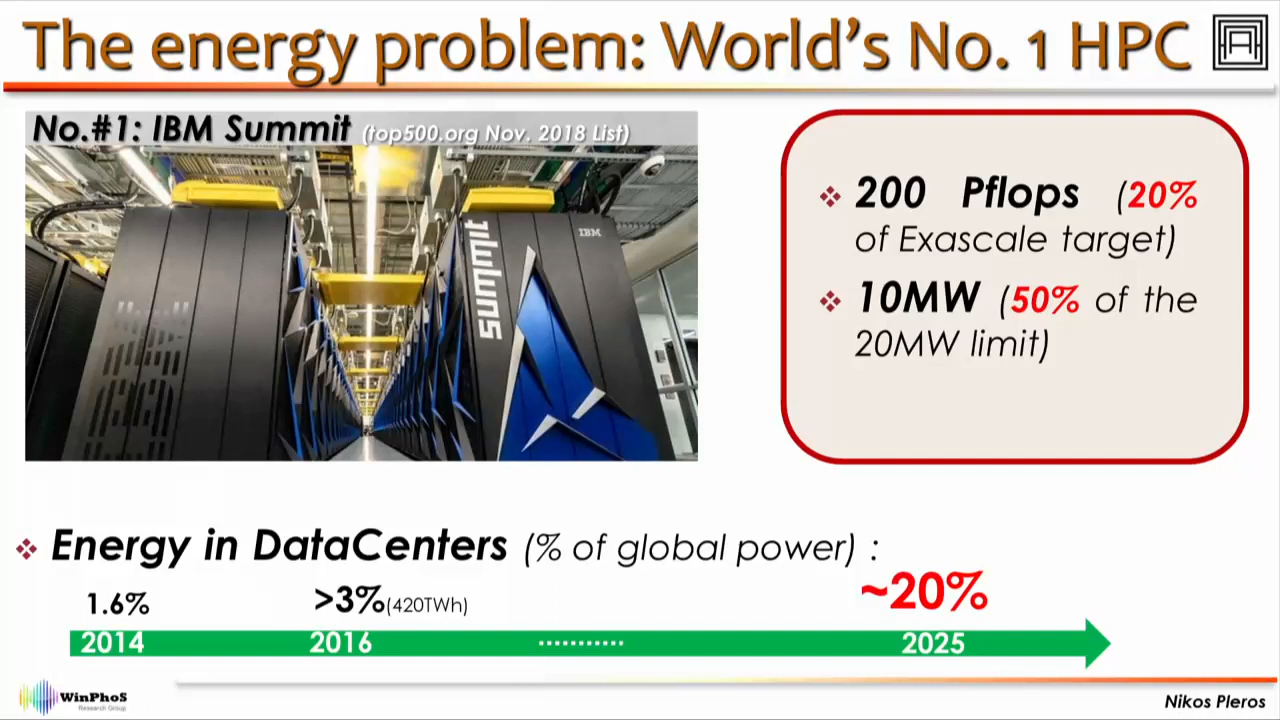 The energy problem: World's No. 1 HPC
No.#1: IBM Summit (top500.org Nov. 2018 List)
summit
IBM
IBM
❖ 200 Pflops (20%
of Exascale target)
❖ 10MW (50% of the
20MW limit)
❖ Energy in DataCenters (% of global power) :
1.6% >3%(420TWh) ~20%
2014 2016 .......... 2025
WinPhoS
Research Group
Nikos Pleros